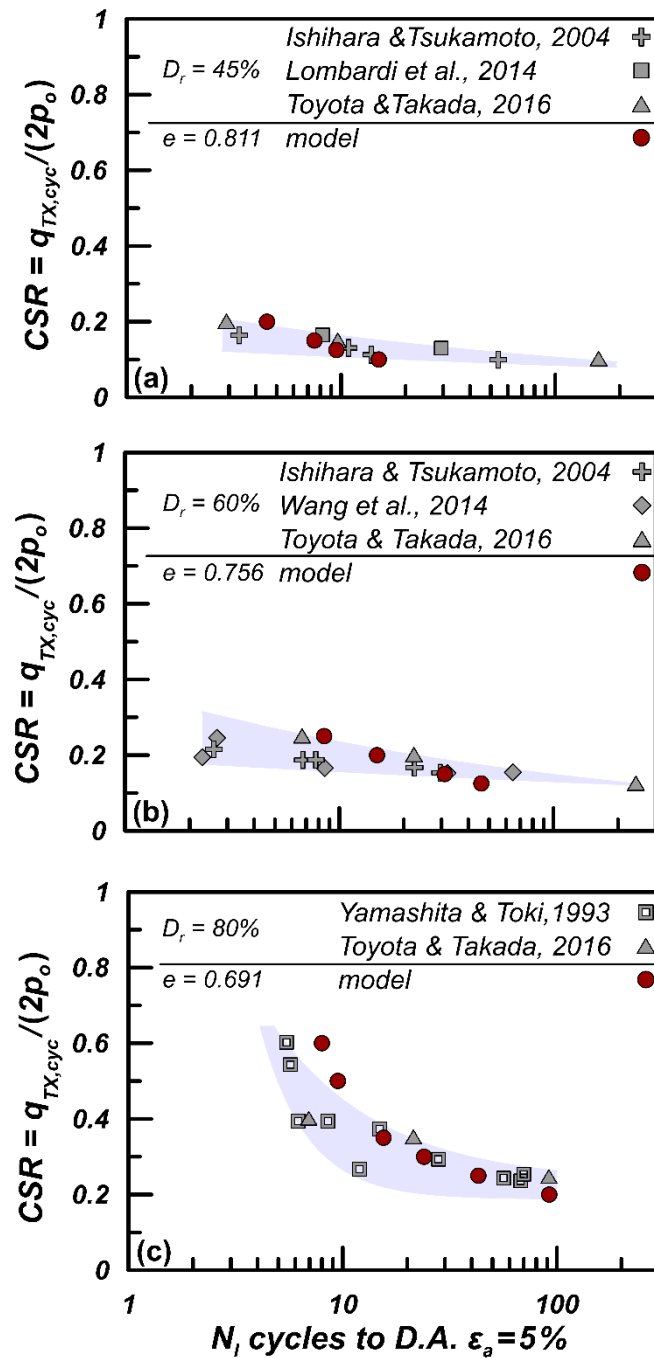 Ishihara &Tsukamoto, 2004
D_r = 45% Lombardi et al., 2014
Toyota &Takada, 2016
e = 0.811 model
CSR = q_TX,cyc/(2p_o)
1
0.8
0.6
0.4
0.2
0
(a)
Ishihara & Tsukamoto, 2004
D_r = 60% Wang et al., 2014
Toyota & Takada, 2016
e = 0.756 model
CSR = q_TX,cyc/(2p_o)
1
0.8
0.6
0.4
0.2
0
(b)
Yamashita & Toki,1993
D_r = 80%
Toyota & Takada, 2016
e = 0.691 model
CSR = q_TX,cyc/(2p_o)
1
0.8
0.6
0.4
0.2
0
(c)
1 10 100
N_l cycles to D.A. ε_a=5%